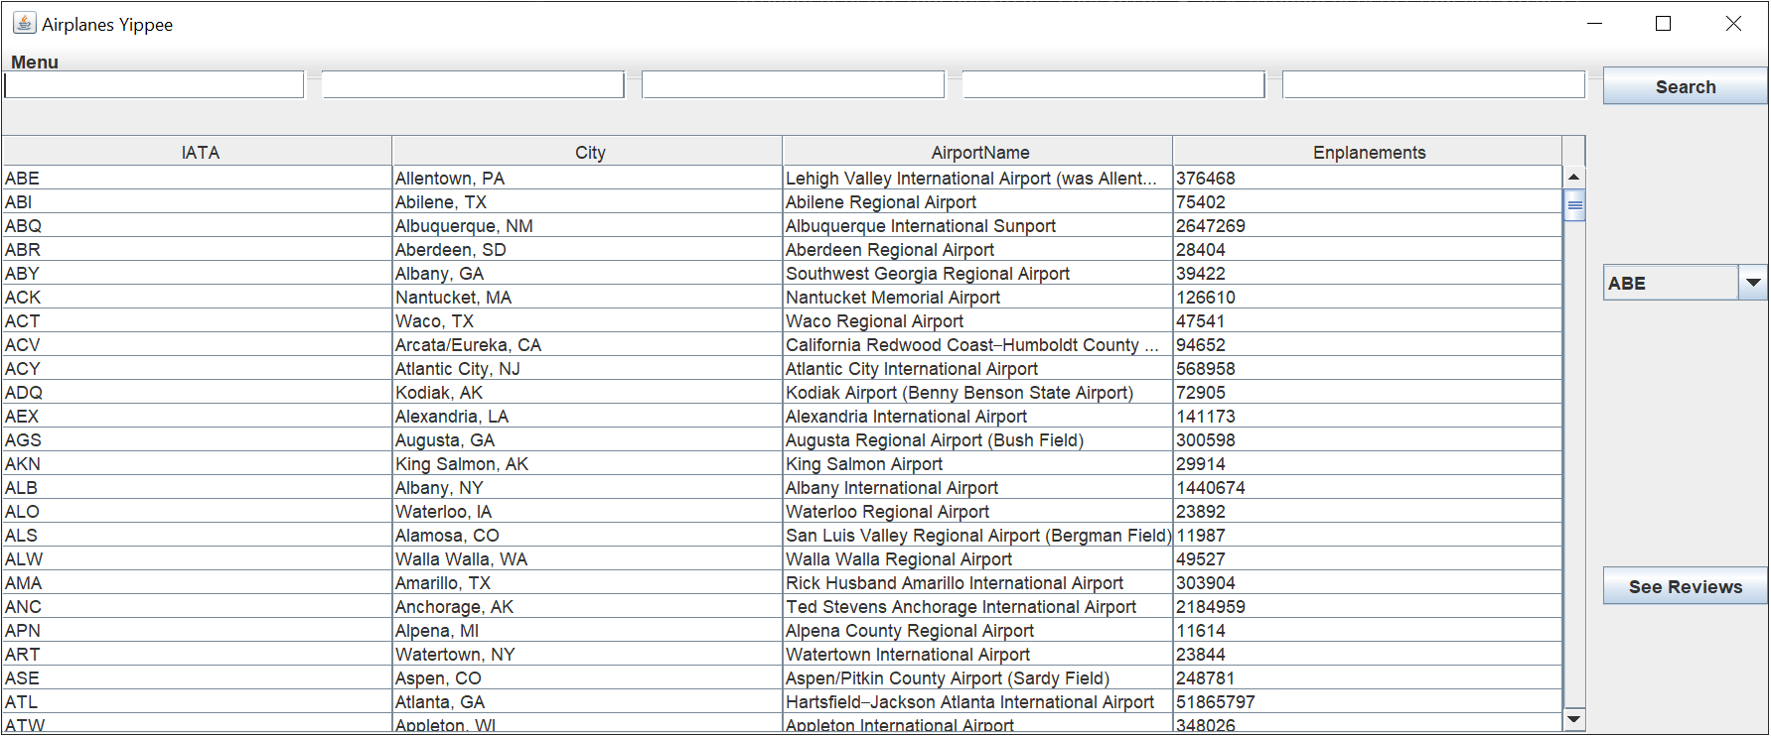 Airplanes Yippee
Menu
Search
IATA City AirportName Enplanements
ABE Allentown, PA Lehigh Valley International Airport (was Allent... 376468
ABI Abilene, TX Abilene Regional Airport 75402
ABQ Albuquerque, NM Albuquerque International Sunport 2647269
ABR Aberdeen, SD Aberdeen Regional Airport 28404
ABY Albany, GA Southwest Georgia Regional Airport 39422
ACK Nantucket, MA Nantucket Memorial Airport 126610
ACT Waco, TX Waco Regional Airport 47541
ACV Arcata/Eureka, CA California Redwood Coast–Humboldt County ... 94652
ACY Atlantic City, NJ Atlantic City International Airport 568958
ADQ Kodiak, AK Kodiak Airport (Benny Benson State Airport) 72905
AEX Alexandria, LA Alexandria International Airport 141173
AGS Augusta, GA Augusta Regional Airport (Bush Field) 300598
AKN King Salmon, AK King Salmon Airport 29914
ALB Albany, NY Albany International Airport 1440674
ALO Waterloo, IA Waterloo Regional Airport 23892
ALS Alamosa, CO San Luis Valley Regional Airport (Bergman Field) 11987
ALW Walla Walla, WA Walla Walla Regional Airport 49527
AMA Amarillo, TX Rick Husband Amarillo International Airport 303904
ANC Anchorage, AK Ted Stevens Anchorage International Airport 2184959
APN Alpena, MI Alpena County Regional Airport 11614
ART Watertown, NY Watertown International Airport 23844
ASE Aspen, CO Aspen/Pitkin County Airport (Sardy Field) 248781
ATL Atlanta, GA Hartsfield–Jackson Atlanta International Airport 51865797
ATW Appleton, WI Appleton International Airport 348026
ABE
See Reviews